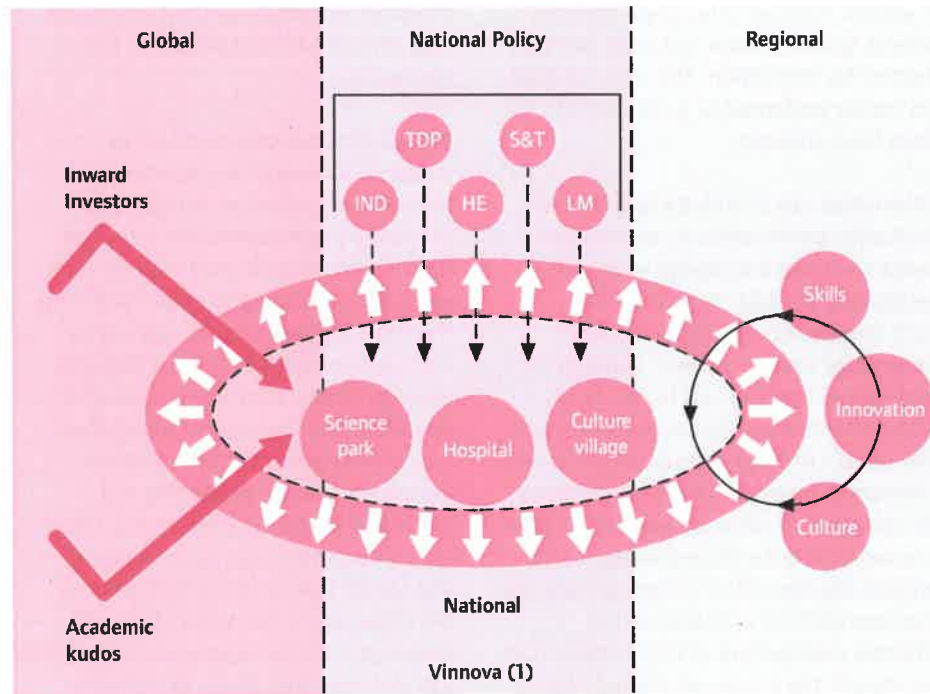 Global
National Policy
Regional
TDP
S&T
Inward
Investors
IND
HE
LM
Skills
Science
park
Hospital
Culture
village
Innovation
Culture
Academic
kudos
National
Vinnova (1)